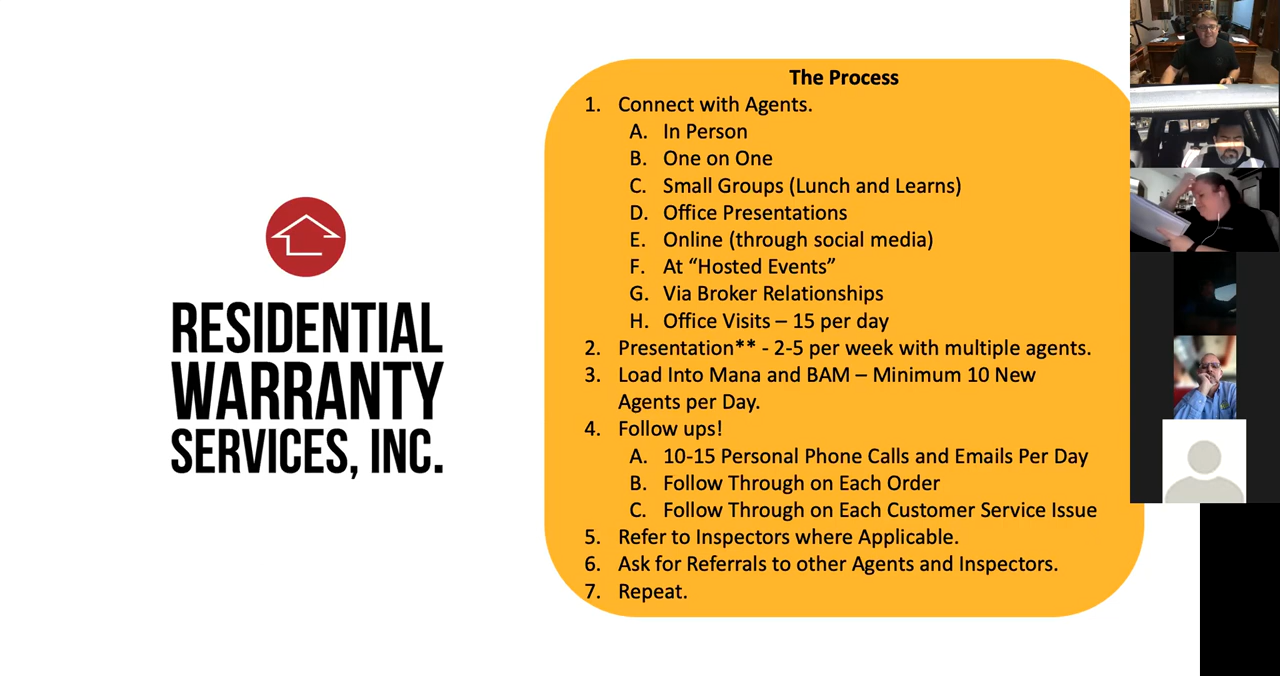 RESIDENTIAL
WARRANTY
SERVICES, INC.
The Process
1. Connect with Agents.
A. In Person
B. One on One
C. Small Groups (Lunch and Learns)
D. Office Presentations
E. Online (through social media)
F. At “Hosted Events”
G. Via Broker Relationships
H. Office Visits – 15 per day
2. Presentation** - 2-5 per week with multiple agents.
3. Load Into Mana and BAM – Minimum 10 New
Agents per Day.
4. Follow ups!
A. 10-15 Personal Phone Calls and Emails Per Day
B. Follow Through on Each Order
C. Follow Through on Each Customer Service Issue
5. Refer to Inspectors where Applicable.
6. Ask for Referrals to other Agents and Inspectors.
7. Repeat.